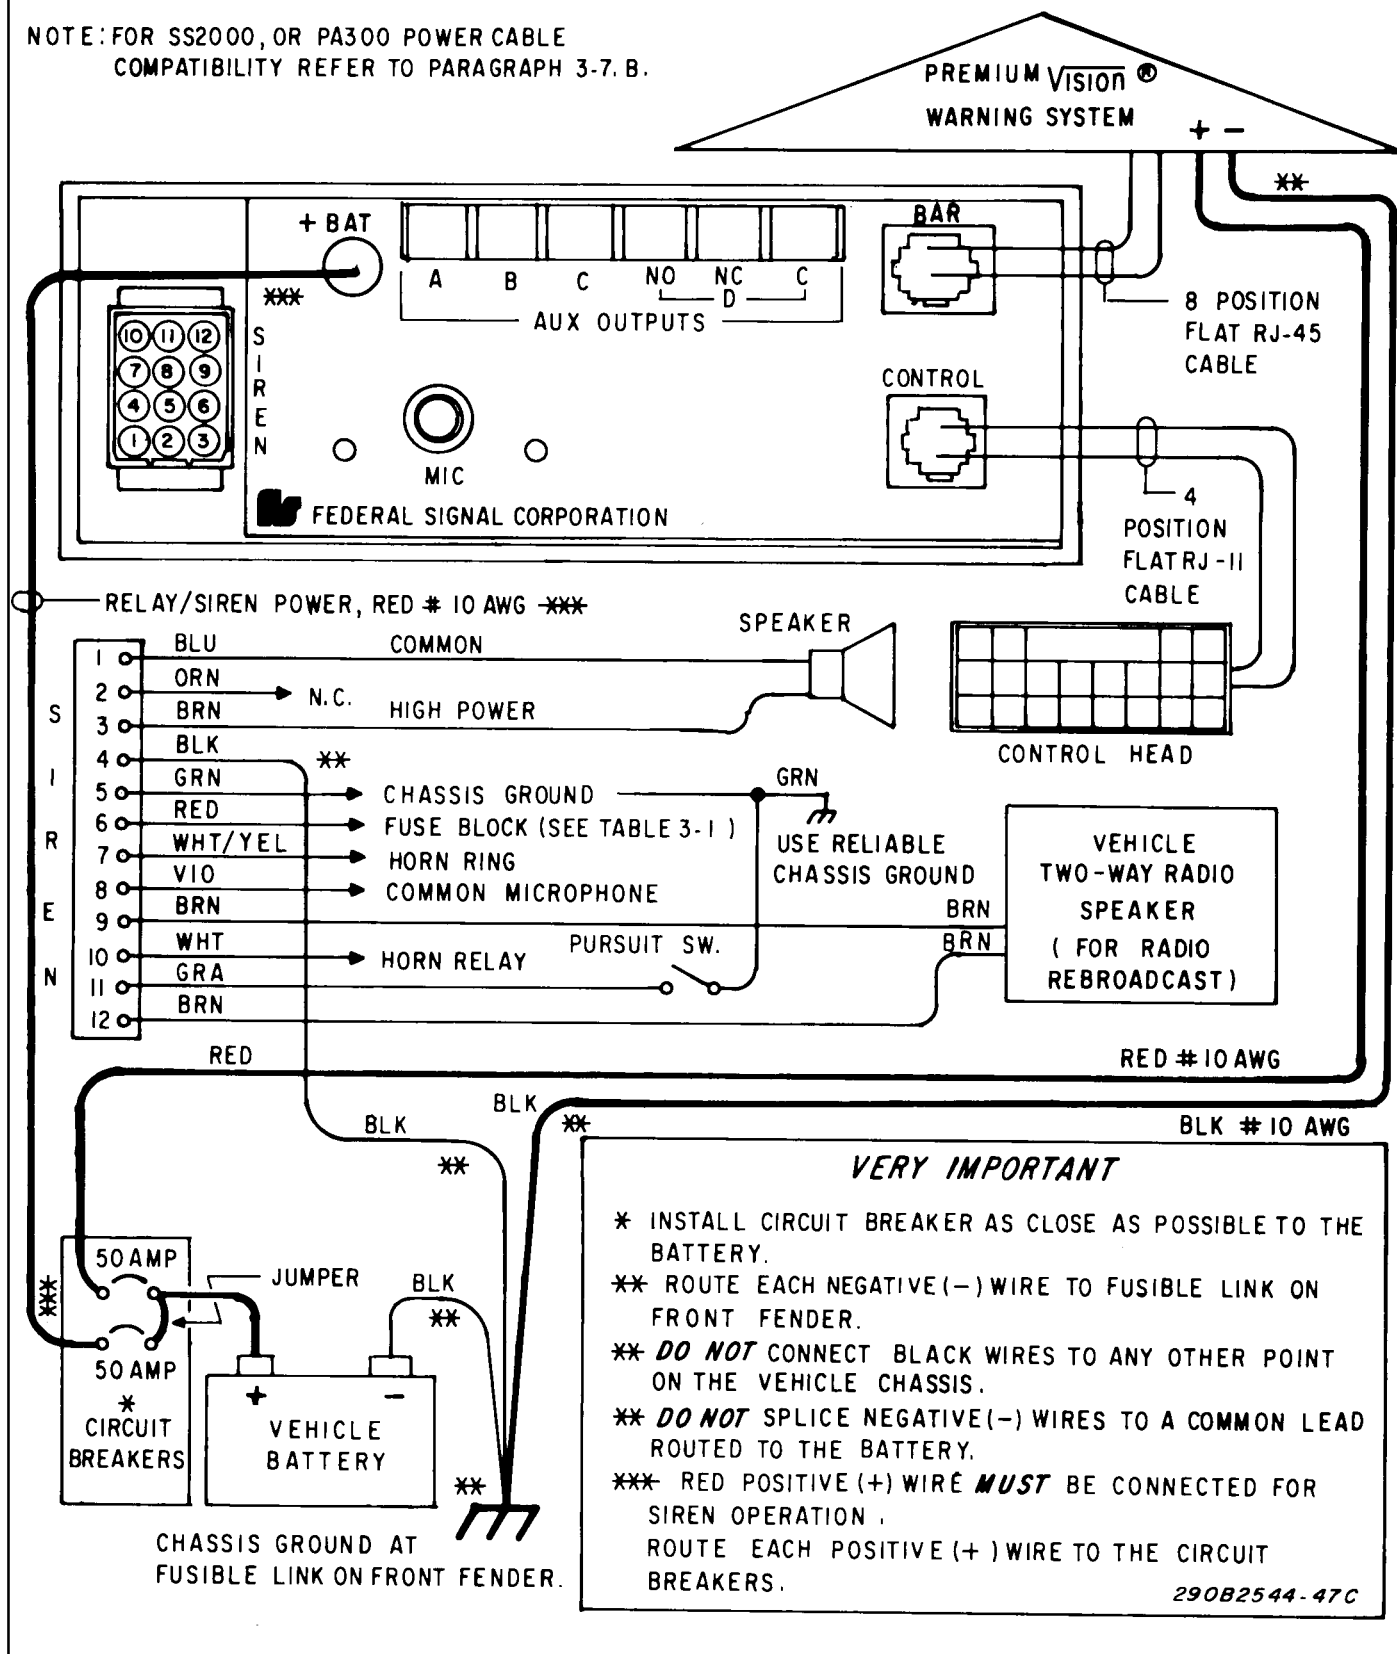 NOTE: FOR SS2000, OR PA300 POWER CABLE
COMPATIBILITY REFER TO PARAGRAPH 3-7.B.
PREMIUM VISION ®
WARNING SYSTEM
+ −
**
+ BAT
***
A B C NO NC C
D
AUX OUTPUTS
BAR
8 POSITION
FLAT RJ-45
CABLE
10 11 12
7 8 9
4 5 6
1 2 3
SIREN
MIC
CONTROL
4
POSITION
FLAT RJ-11
CABLE
FEDERAL SIGNAL CORPORATION
RELAY/SIREN POWER, RED # 10 AWG ***
SIREN
1 BLU COMMON
2 ORN N.C.
3 BRN HIGH POWER
SPEAKER
CONTROL HEAD
4 BLK **
5 GRN CHASSIS GROUND GRN
6 RED FUSE BLOCK (SEE TABLE 3-1)
7 WHT/YEL HORN RING
8 VIO COMMON MICROPHONE
USE RELIABLE
CHASSIS GROUND
9 BRN BRN
10 WHT HORN RELAY
11 GRA PURSUIT SW.
12 BRN BRN
VEHICLE
TWO-WAY RADIO
SPEAKER
( FOR RADIO
REBROADCAST )
RED RED # 10 AWG
BLK ** BLK # 10 AWG
BLK
**
50 AMP
JUMPER
***
50 AMP
*
CIRCUIT
BREAKERS
BLK
**
+ −
VEHICLE
BATTERY
**
CHASSIS GROUND AT
FUSIBLE LINK ON FRONT FENDER.
VERY IMPORTANT
* INSTALL CIRCUIT BREAKER AS CLOSE AS POSSIBLE TO THE
BATTERY.
** ROUTE EACH NEGATIVE (−) WIRE TO FUSIBLE LINK ON
FRONT FENDER.
** DO NOT CONNECT BLACK WIRES TO ANY OTHER POINT
ON THE VEHICLE CHASSIS.
** DO NOT SPLICE NEGATIVE (−) WIRES TO A COMMON LEAD
ROUTED TO THE BATTERY.
*** RED POSITIVE (+) WIRE MUST BE CONNECTED FOR
SIREN OPERATION.
ROUTE EACH POSITIVE (+) WIRE TO THE CIRCUIT
BREAKERS.
290B2544-47C